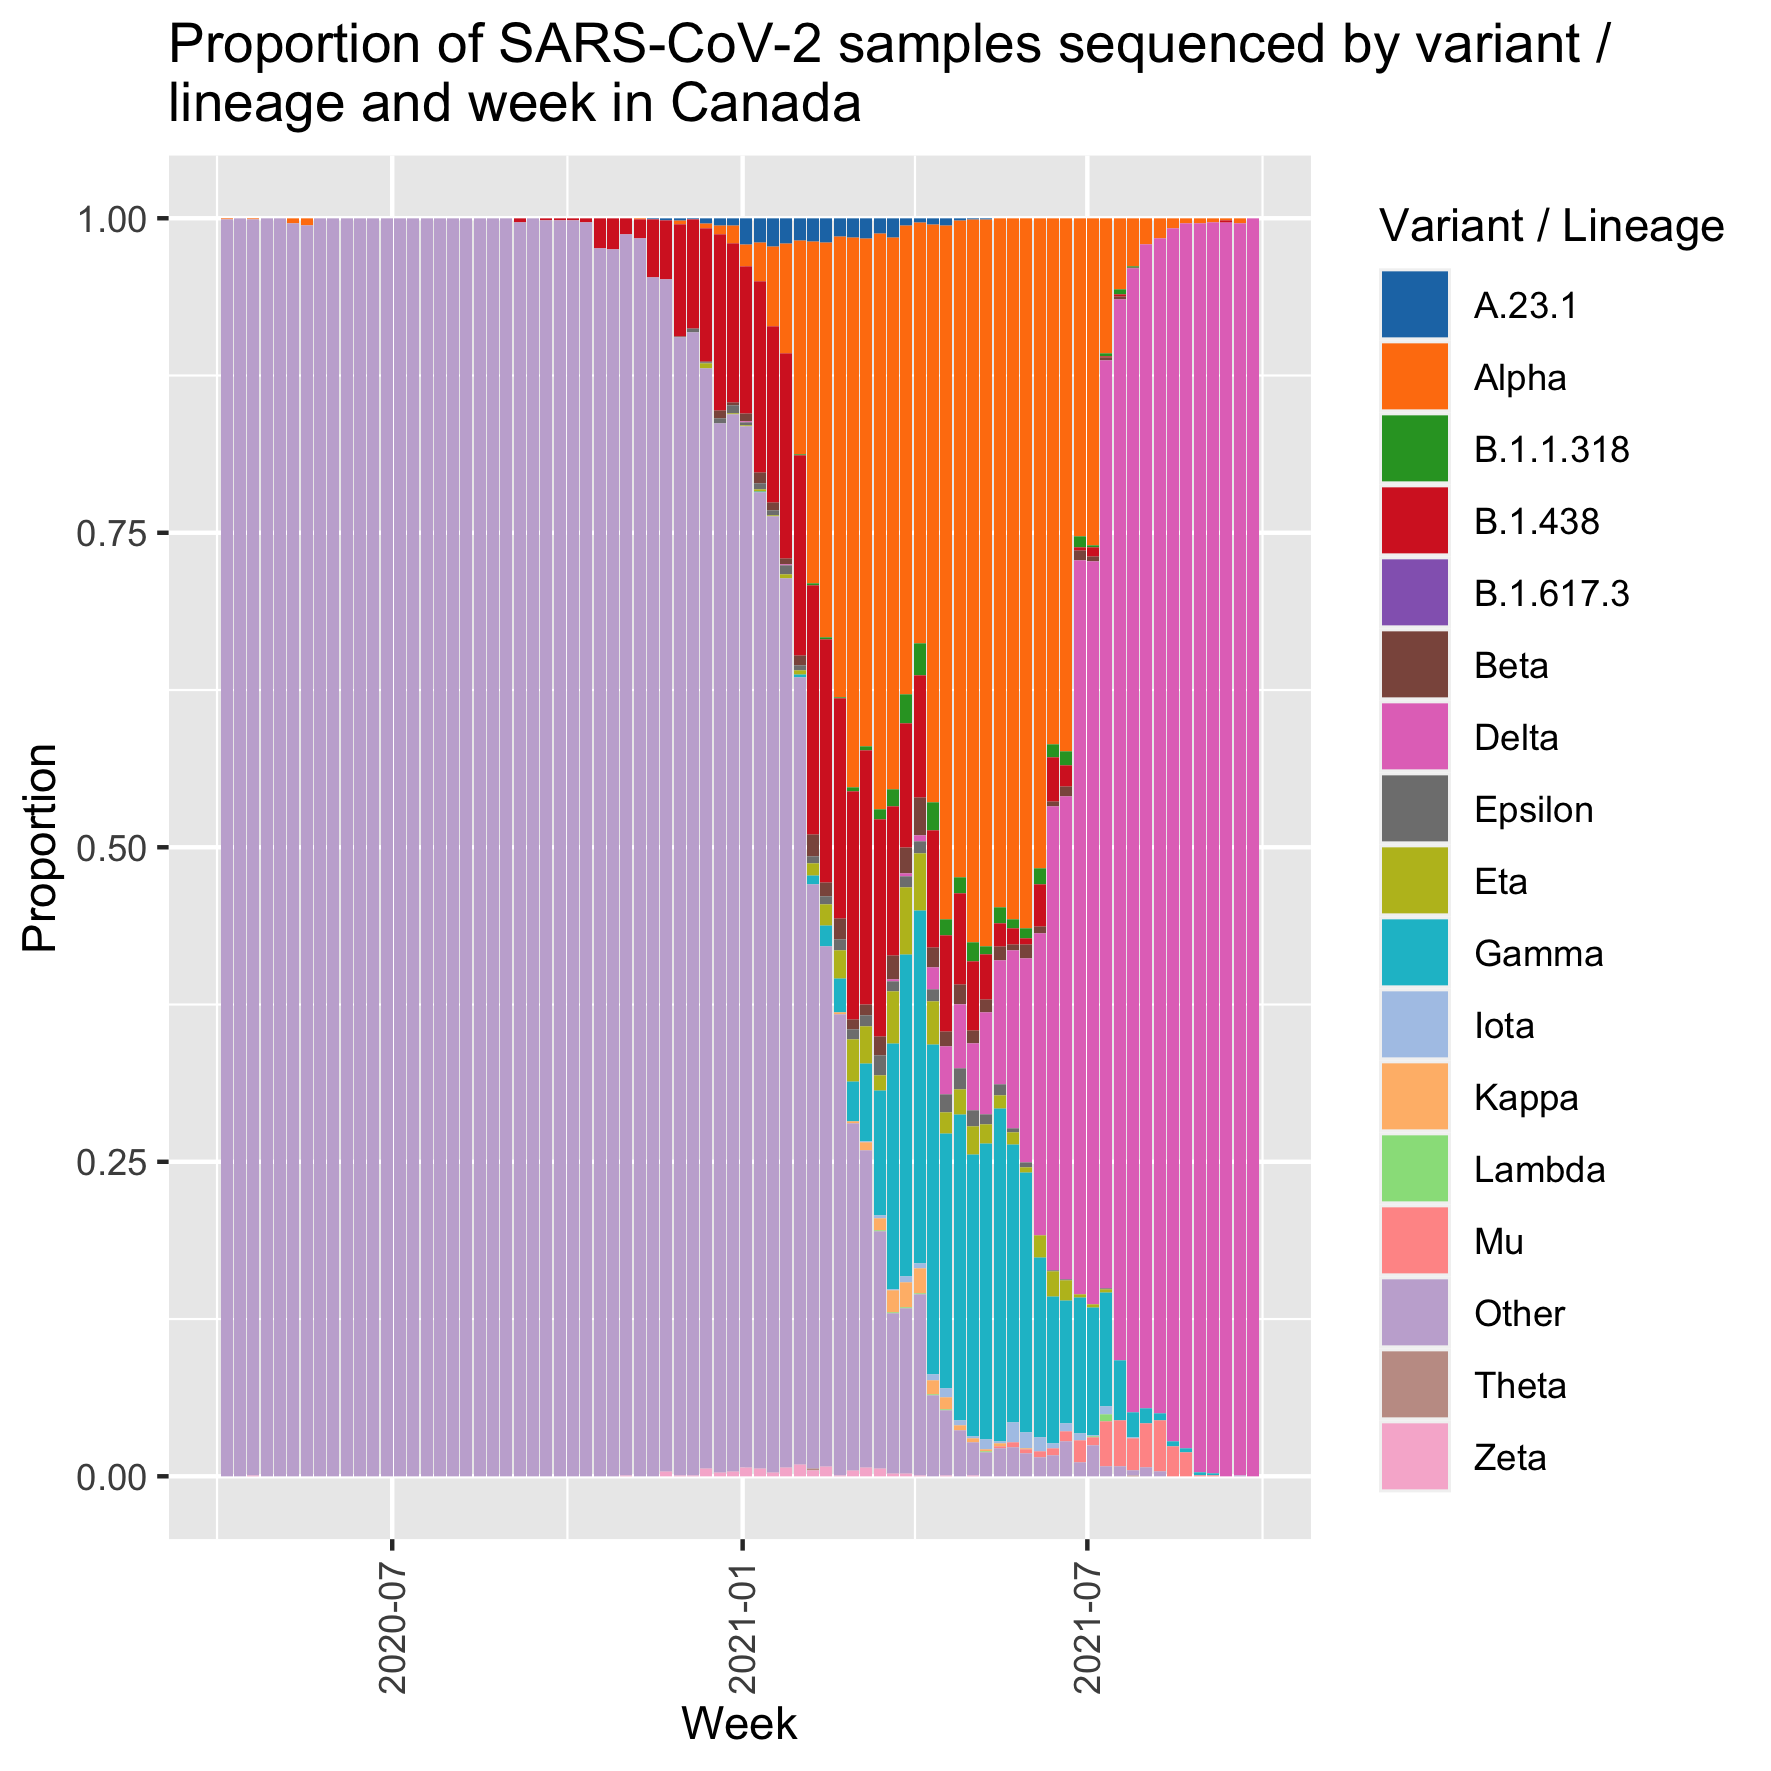 Proportion of SARS-CoV-2 samples sequenced by variant /
lineage and week in Canada
Proportion
1.00
0.75
0.50
0.25
0.00
2020-07
2021-01
2021-07
Week
Variant / Lineage
A.23.1
Alpha
B.1.1.318
B.1.438
B.1.617.3
Beta
Delta
Epsilon
Eta
Gamma
Iota
Kappa
Lambda
Mu
Other
Theta
Zeta